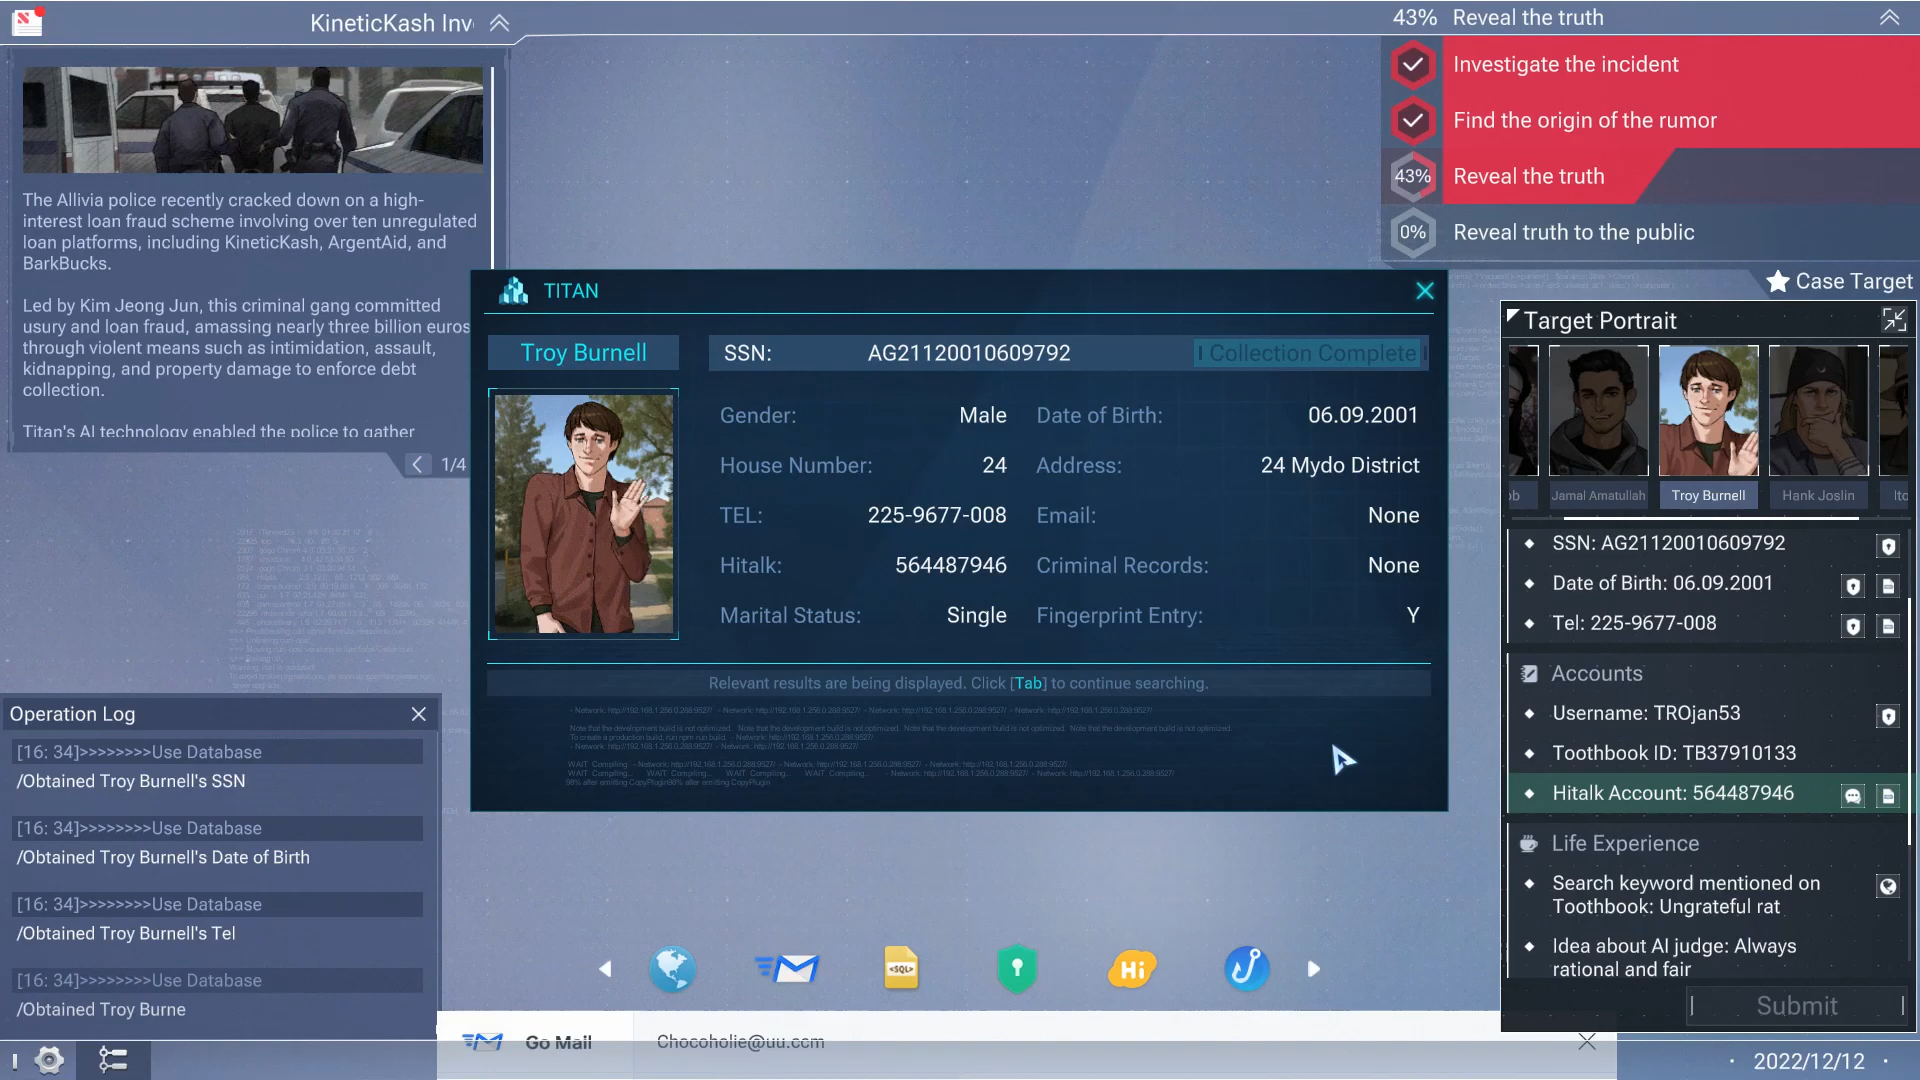 KineticKash Inv
The Allivia police recently cracked down on a high-
interest loan fraud scheme involving over ten unregulated
loan platforms, including KineticKash, ArgentAid, and
BarkBucks.
Led by Kim Jeong Jun, this criminal gang committed
usury and loan fraud, amassing nearly three billion euros
through violent means such as intimidation, assault,
kidnapping, and property damage to enforce debt
collection.
Titan's AI technology enabled the police to gather
1/4
43% Reveal the truth
Investigate the incident
Find the origin of the rumor
43% Reveal the truth
0% Reveal truth to the public
Case Target
TITAN
Troy Burnell
SSN: AG21120010609792
Collection Complete
Gender: Male
Date of Birth: 06.09.2001
House Number: 24
Address: 24 Mydo District
TEL: 225-9677-008
Email: None
Hitalk: 564487946
Criminal Records: None
Marital Status: Single
Fingerprint Entry: Y
Relevant results are being displayed. Click [Tab] to continue searching.
Target Portrait
Jamal Amatullah
Troy Burnell
Hank Joslin
SSN: AG21120010609792
Date of Birth: 06.09.2001
Tel: 225-9677-008
Accounts
Username: TROjan53
Toothbook ID: TB37910133
Hitalk Account: 564487946
Life Experience
Search keyword mentioned on
Toothbook: Ungrateful rat
Idea about AI judge: Always
rational and fair
Submit
Operation Log
[16: 34]>>>>>>>>Use Database
/Obtained Troy Burnell's SSN
[16: 34]>>>>>>>>Use Database
/Obtained Troy Burnell's Date of Birth
[16: 34]>>>>>>>>Use Database
/Obtained Troy Burnell's Tel
[16: 34]>>>>>>>>Use Database
/Obtained Troy Burne
<SQL>
Hi
Go Mail
Chocoholie@uu.com
2022/12/12